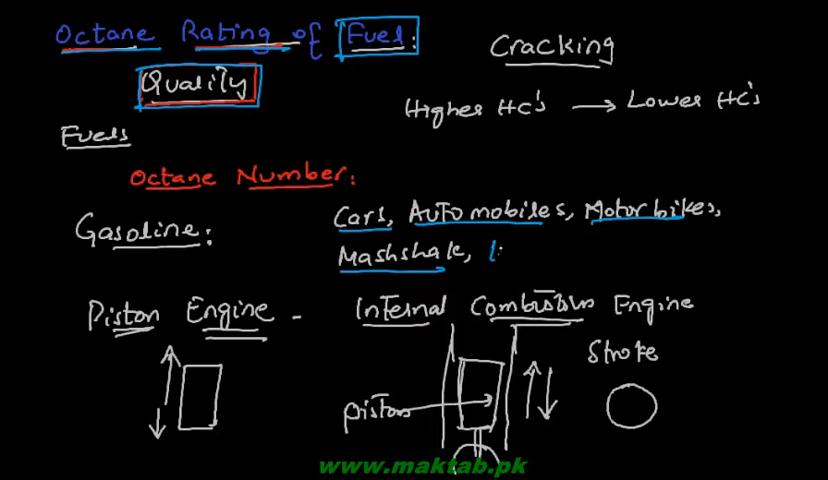 Octane Rating of Fuel:
Quality
Cracking
Higher HC's → Lower HC's
Fuels
Octane Number:
Gasoline:
Cars, Automobiles, Motorbikes,
Mashshak,
Piston Engine - Internal Combustion Engine
Stroke
piston
www.maktab.pk